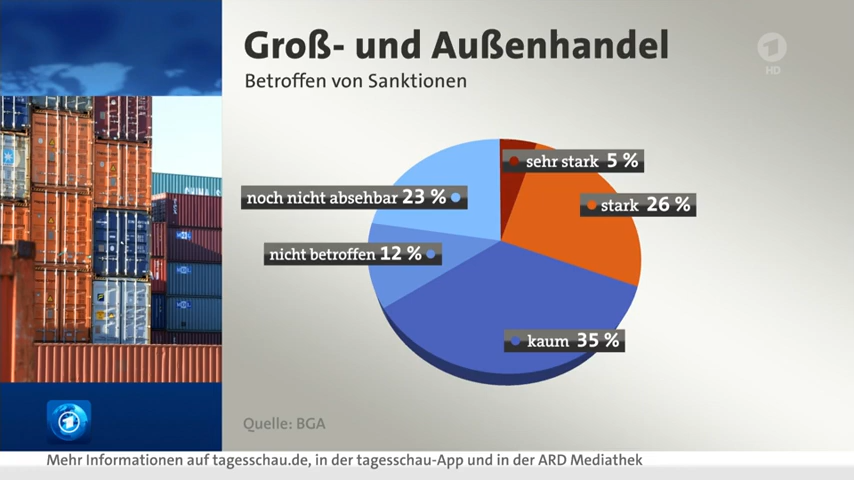 Groß- und Außenhandel
Betroffen von Sanktionen
HD
sehr stark 5 %
noch nicht absehbar 23 %
stark 26 %
nicht betroffen 12 %
kaum 35 %
Quelle: BGA
Mehr Informationen auf tagesschau.de, in der tagesschau-App und in der ARD Mediathek